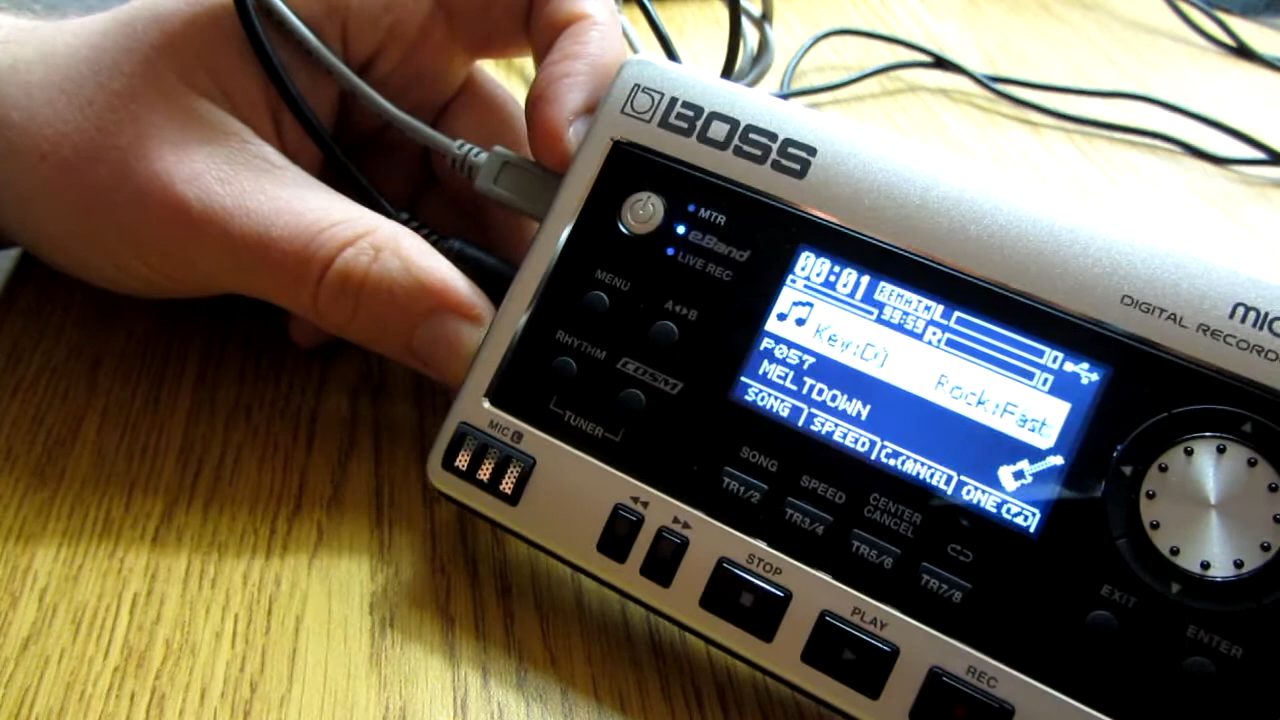 BOSS
MTR
eBand
LIVE REC
MENU
A◄►B
RHYTHM
COSM
TUNER
MIC L
00:01 REMAIN L
99:59 R
Rock:Fast
P057
MELTDOWN
SONG SPEED C.CANCEL ONE
DIGITAL RECORD
SONG
TR1/2
SPEED
TR3/4
CENTER
CANCEL
TR5/6
TR7/8
STOP
PLAY
REC
EXIT
ENTER